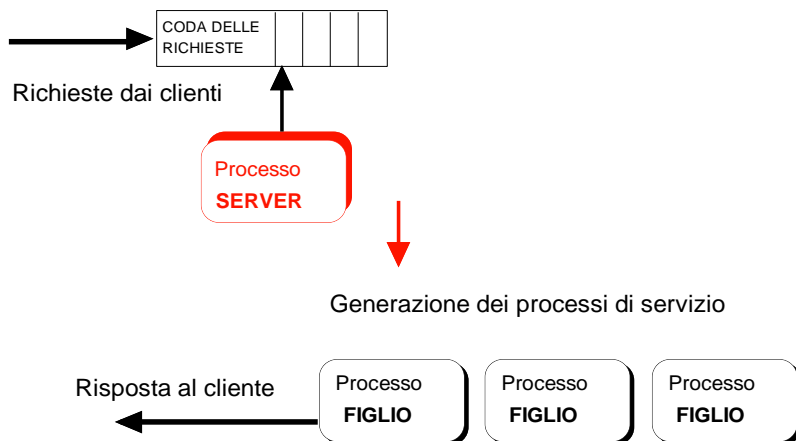 CODA DELLE
RICHIESTE
Richieste dai clienti
Processo
SERVER
Generazione dei processi di servizio
Risposta al cliente
Processo
FIGLIO
Processo
FIGLIO
Processo
FIGLIO